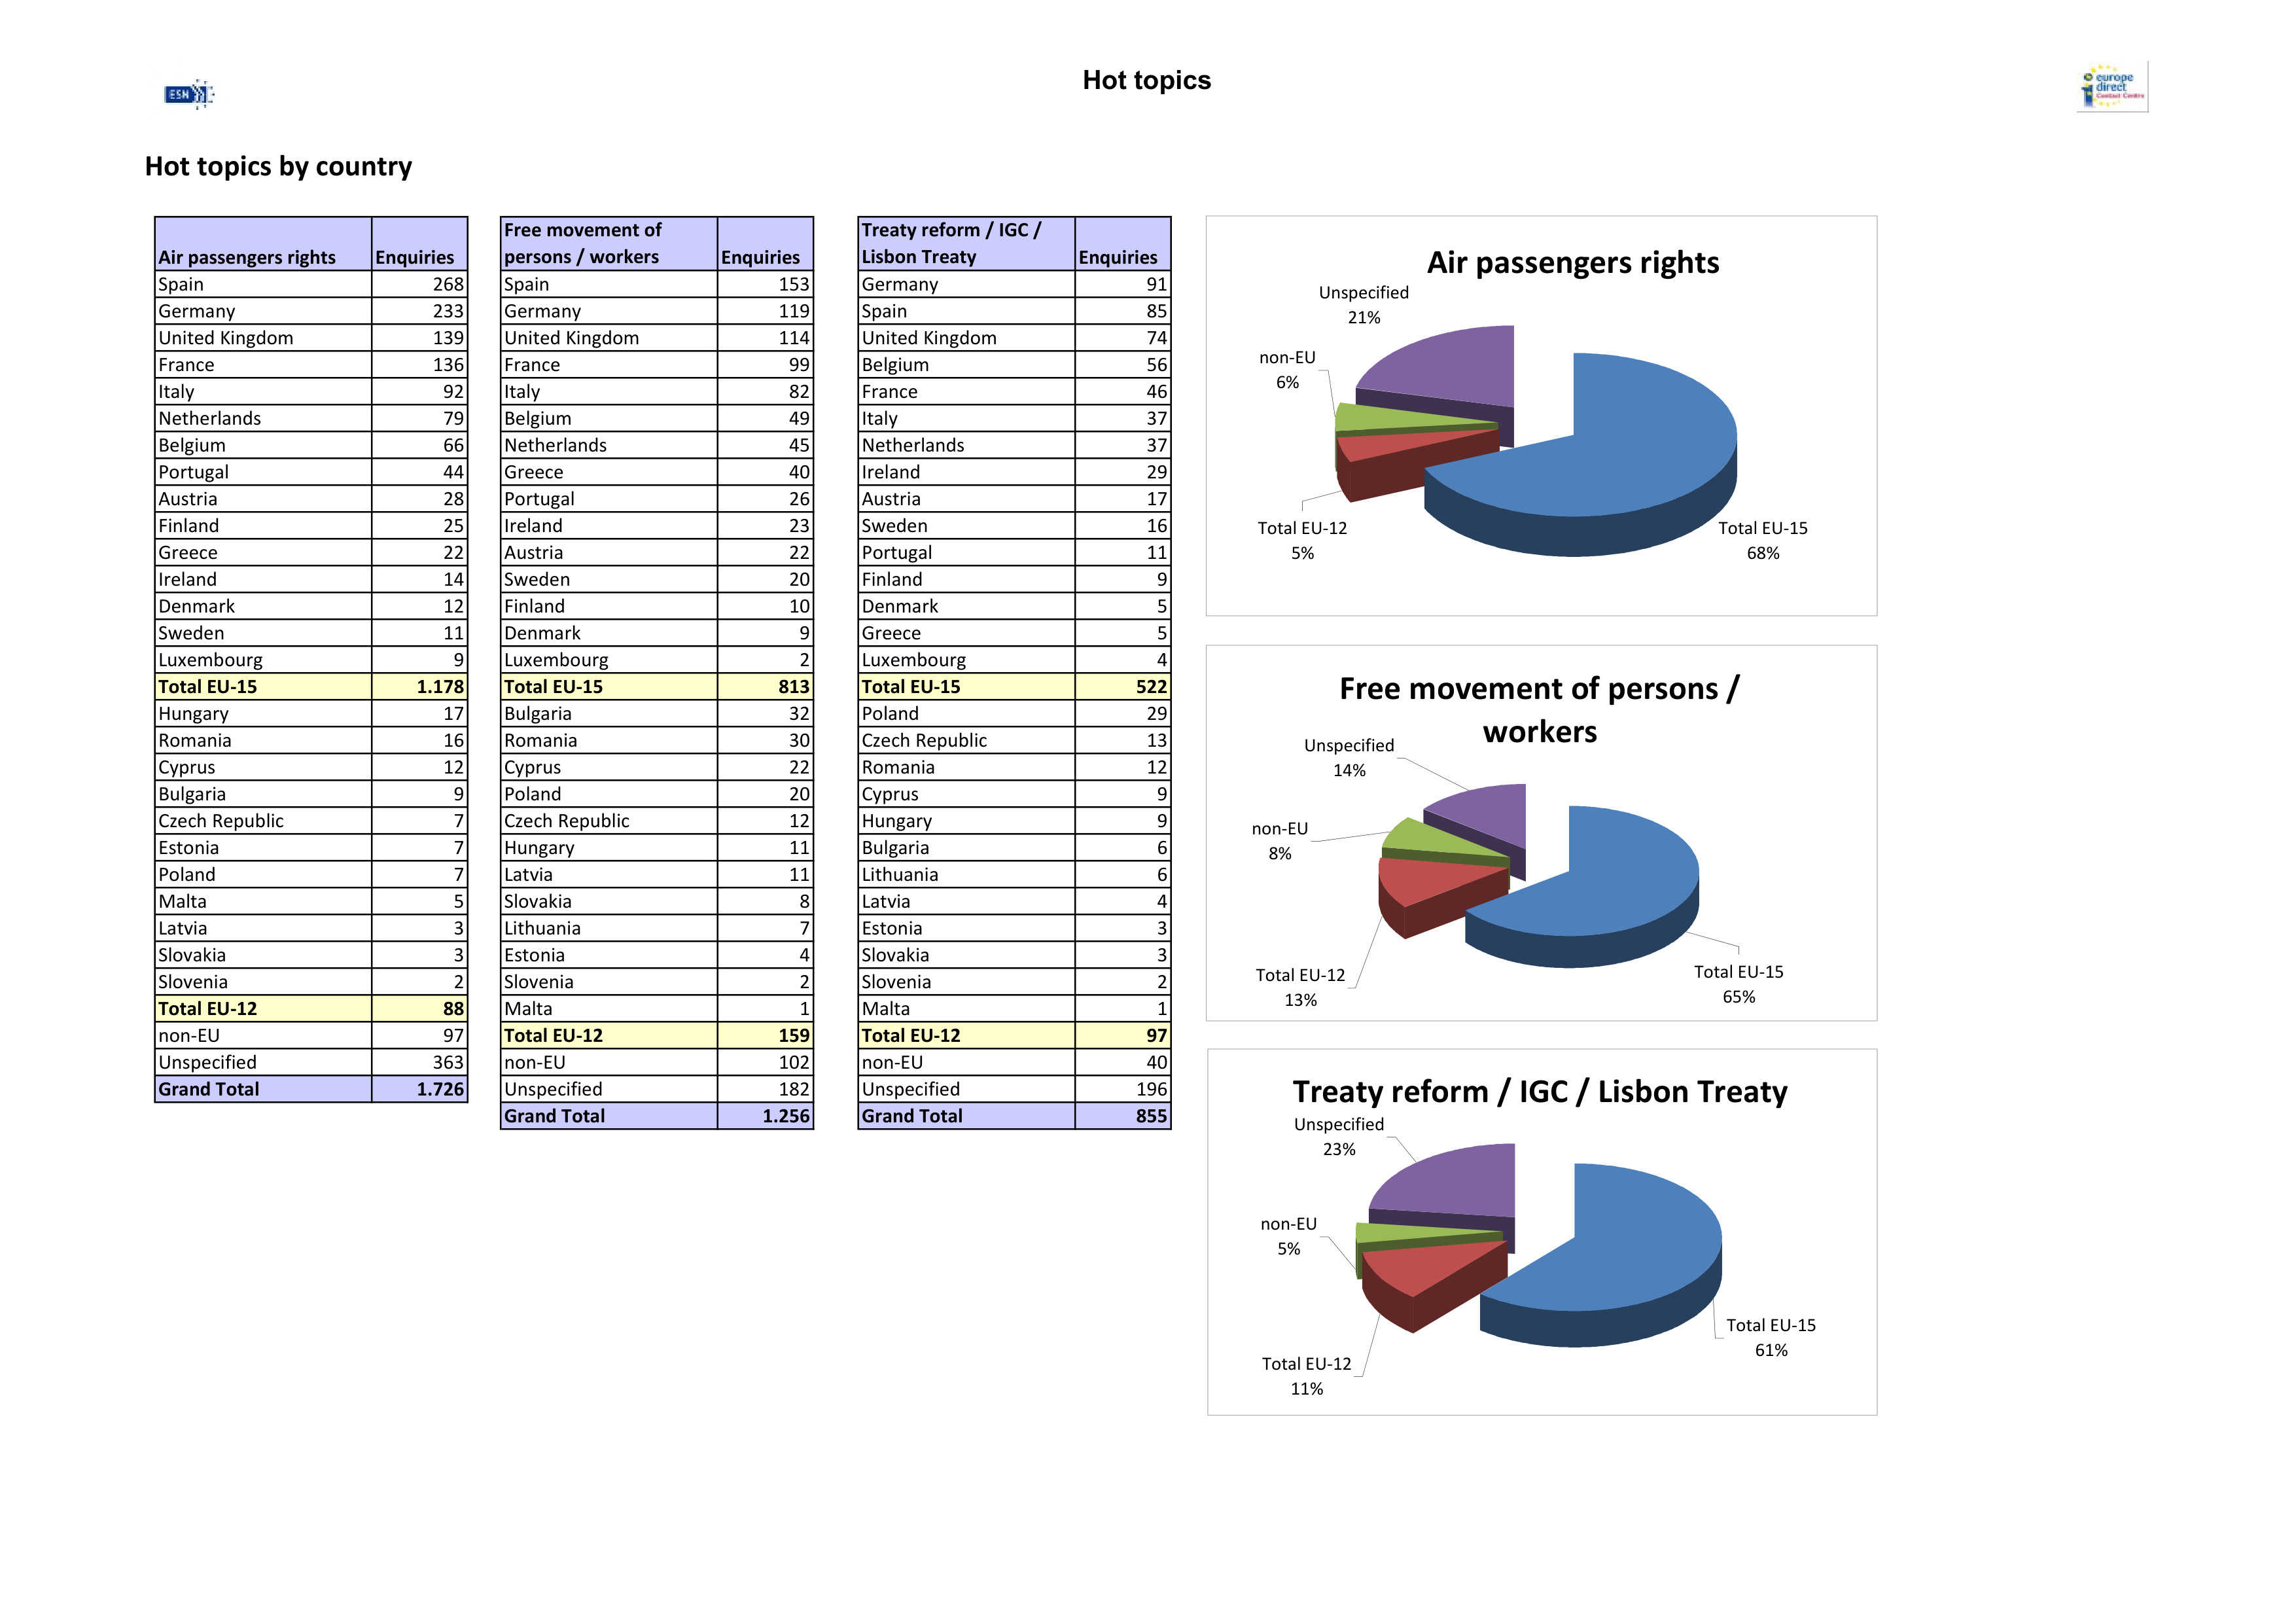 Hot topics
ESN
europe
direct
Contact Centre
Hot topics by country
Air passengers rights Enquiries
Spain 268
Germany 233
United Kingdom 139
France 136
Italy 92
Netherlands 79
Belgium 66
Portugal 44
Austria 28
Finland 25
Greece 22
Ireland 14
Denmark 12
Sweden 11
Luxembourg 9
Total EU-15 1.178
Hungary 17
Romania 16
Cyprus 12
Bulgaria 9
Czech Republic 7
Estonia 7
Poland 7
Malta 5
Latvia 3
Slovakia 3
Slovenia 2
Total EU-12 88
non-EU 97
Unspecified 363
Grand Total 1.726
Free movement of
persons / workers Enquiries
Spain 153
Germany 119
United Kingdom 114
France 99
Italy 82
Belgium 49
Netherlands 45
Greece 40
Portugal 26
Ireland 23
Austria 22
Sweden 20
Finland 10
Denmark 9
Luxembourg 2
Total EU-15 813
Bulgaria 32
Romania 30
Cyprus 22
Poland 20
Czech Republic 12
Hungary 11
Latvia 11
Slovakia 8
Lithuania 7
Estonia 4
Slovenia 2
Malta 1
Total EU-12 159
non-EU 102
Unspecified 182
Grand Total 1.256
Treaty reform / IGC /
Lisbon Treaty Enquiries
Germany 91
Spain 85
United Kingdom 74
Belgium 56
France 46
Italy 37
Netherlands 37
Ireland 29
Austria 17
Sweden 16
Portugal 11
Finland 9
Denmark 5
Greece 5
Luxembourg 4
Total EU-15 522
Poland 29
Czech Republic 13
Romania 12
Cyprus 9
Hungary 9
Bulgaria 6
Lithuania 6
Latvia 4
Estonia 3
Slovakia 3
Slovenia 2
Malta 1
Total EU-12 97
non-EU 40
Unspecified 196
Grand Total 855
Air passengers rights
Unspecified
21%
non-EU
6%
Total EU-12
5%
Total EU-15
68%
Free movement of persons /
workers
Unspecified
14%
non-EU
8%
Total EU-12
13%
Total EU-15
65%
Treaty reform / IGC / Lisbon Treaty
Unspecified
23%
non-EU
5%
Total EU-12
11%
Total EU-15
61%